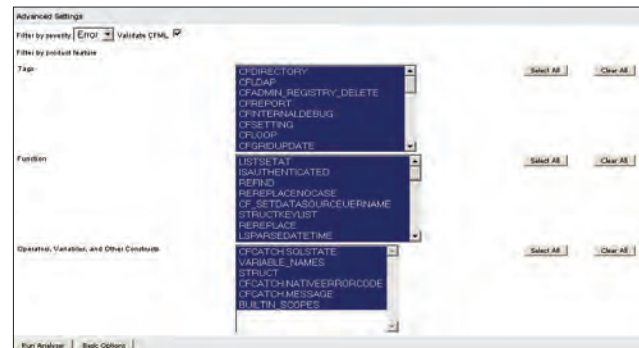 Advanced Settings
Filter by severity Error Validate CFML
Filter by product feature
Tags
CFDIRECTORY
CFLDAP
CFADMIN_REGISTRY_DELETE
CFREPORT
CFINTERNALDEBUG
CFSETTING
CFLOOP
CFGRIDUPDATE
Select All Clear All
Function
LISTSETAT
ISAUTHENTICATED
REFIND
REREPLACENOCASE
CF_SETDATASOURCEUERNAME
STRUCTKEYLIST
REREPLACE
LSPARSEDATETIME
Select All Clear All
Operators, Variables, and Other Constructs
CFCATCH.SQLSTATE
VARIABLE_NAMES
STRUCT
CFCATCH.NATIVEERRORCODE
CFCATCH.MESSAGE
BUILTIN_SCOPES
Select All Clear All
Run Analyzer Basic Options